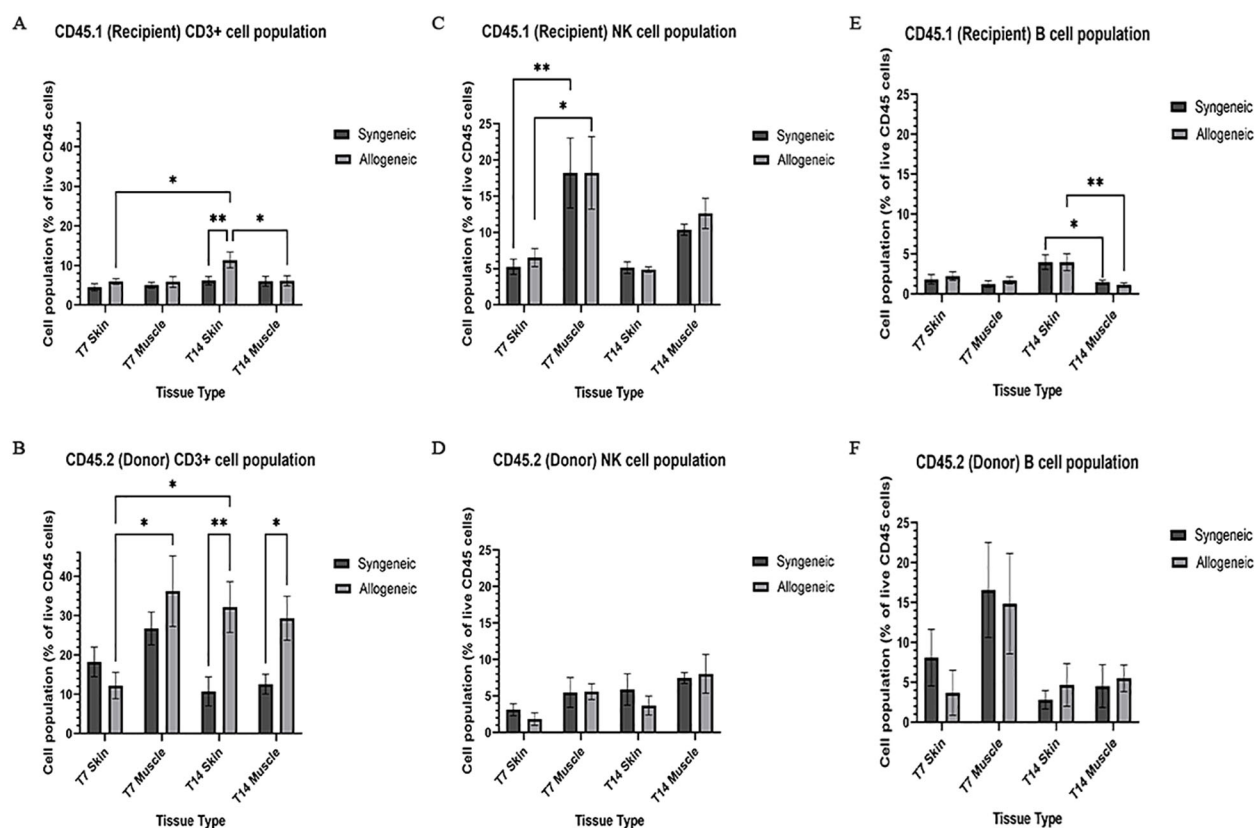 A
CD45.1 (Recipient) CD3+ cell population
Cell population (% of live CD45 cells)
40
30
20
10
0
*
**
*
Syngeneic
Allogeneic
T7 Skin
T7 Muscle
T14 Skin
T14 Muscle
Tissue Type
C
CD45.1 (Recipient) NK cell population
Cell population (% of live CD45 cells)
25
20
15
10
5
0
**
*
Syngeneic
Allogeneic
T7 Skin
T7 Muscle
T14 Skin
T14 Muscle
Tissue Type
E
CD45.1 (Recipient) B cell population
Cell population (% of live CD45 cells)
25
20
15
10
5
0
**
*
Syngeneic
Allogeneic
T7 Skin
T7 Muscle
T14 Skin
T14 Muscle
Tissue Type
B
CD45.2 (Donor) CD3+ cell population
Cell population (% of live CD45 cells)
40
30
20
10
0
*
*
**
*
Syngeneic
Allogeneic
T7 Skin
T7 Muscle
T14 Skin
T14 Muscle
Tissue Type
D
CD45.2 (Donor) NK cell population
Cell population (% of live CD45 cells)
25
20
15
10
5
0
Syngeneic
Allogeneic
T7 Skin
T7 Muscle
T14 Skin
T14 Muscle
Tissue Type
F
CD45.2 (Donor) B cell population
Cell population (% of live CD45 cells)
25
20
15
10
5
0
Syngeneic
Allogeneic
T7 Skin
T7 Muscle
T14 Skin
T14 Muscle
Tissue Type